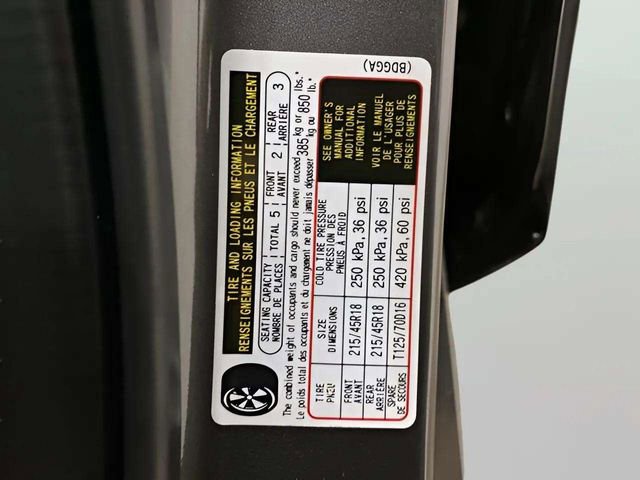 TIRE AND LOADING INFORMATION
RENSEIGNEMENTS SUR LES PNEUS ET LE CHARGEMENT
SEATING CAPACITY TOTAL 5 FRONT 2 REAR 3
NOMBRE DE PLACES AVANT ARRIÈRE
The combined weight of occupants and cargo should never exceed 385 kg or 850 lbs.
Le poids total des occupants et du chargement ne doit jamais dépasser kg ou lb.
TIRE SIZE COLD TIRE PRESSURE
PNEU DIMENSIONS PRESSION DES
PNEUS À FROID
FRONT 215/45R18 250 kPa, 36 psi
AVANT
REAR 215/45R18 250 kPa, 36 psi
ARRIÈRE
SPARE T125/70D16 420 kPa, 60 psi
DE SECOURS
SEE OWNER'S
MANUAL FOR
ADDITIONAL
INFORMATION
VOIR LE MANUEL
DE L'USAGER
POUR PLUS DE
RENSEIGNEMENTS
(BDGGA)